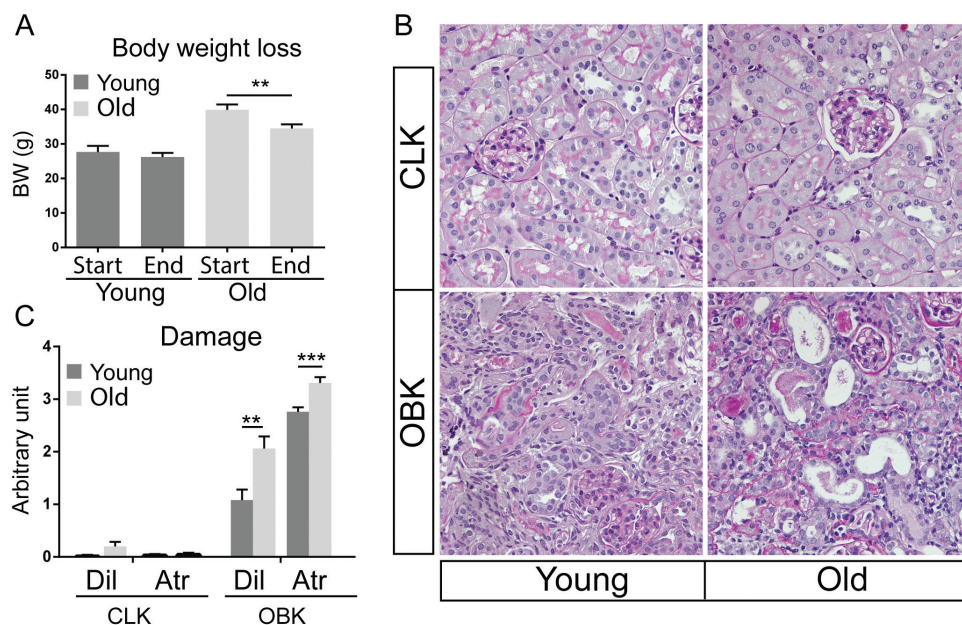 A
Body weight loss
Young
Old
**
BW (g)
50
40
30
20
10
0
Start End Start End
Young Old
B
CLK
OBK
Young Old
C
Damage
Young
Old
***
**
Arbitrary unit
4
3
2
1
0
Dil Atr Dil Atr
CLK OBK